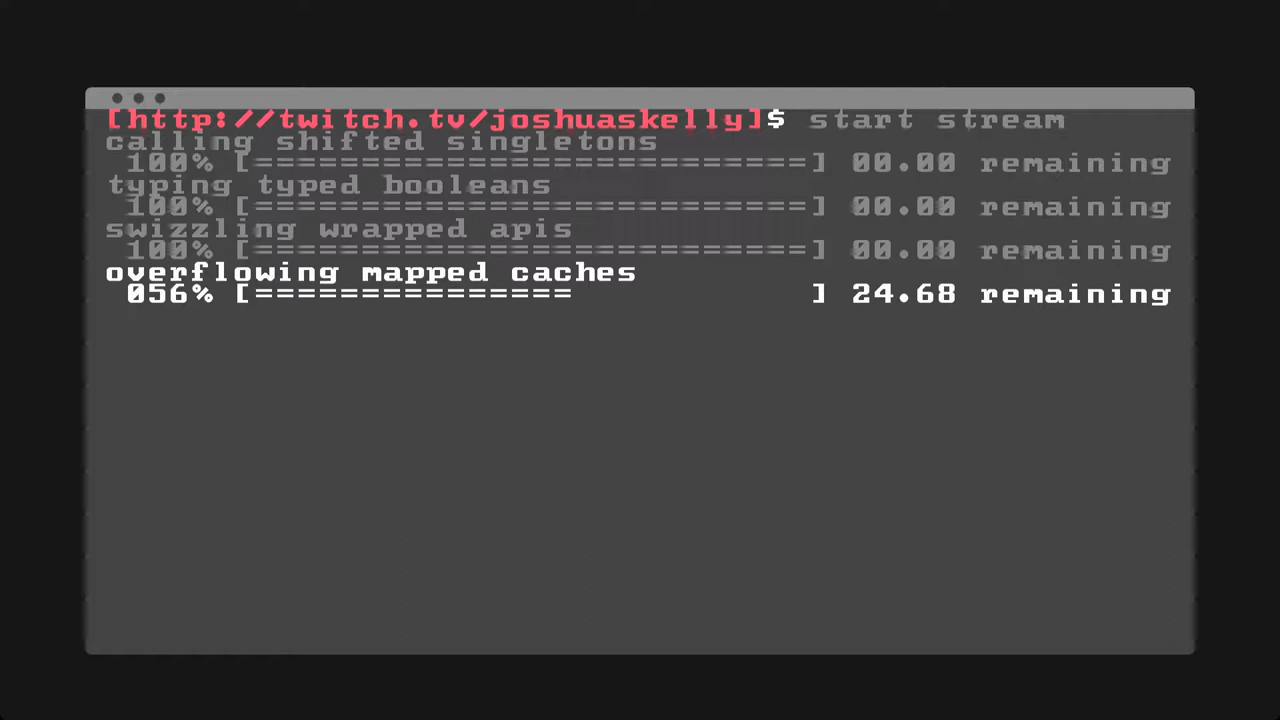 [http://twitch.tv/joshuaskelly]$ start stream
calling shifted singletons
100% [==========================] 00.00 remaining
typing typed booleans
100% [==========================] 00.00 remaining
swizzling wrapped apis
100% [==========================] 00.00 remaining
overflowing mapped caches
056% [===============           ] 24.68 remaining